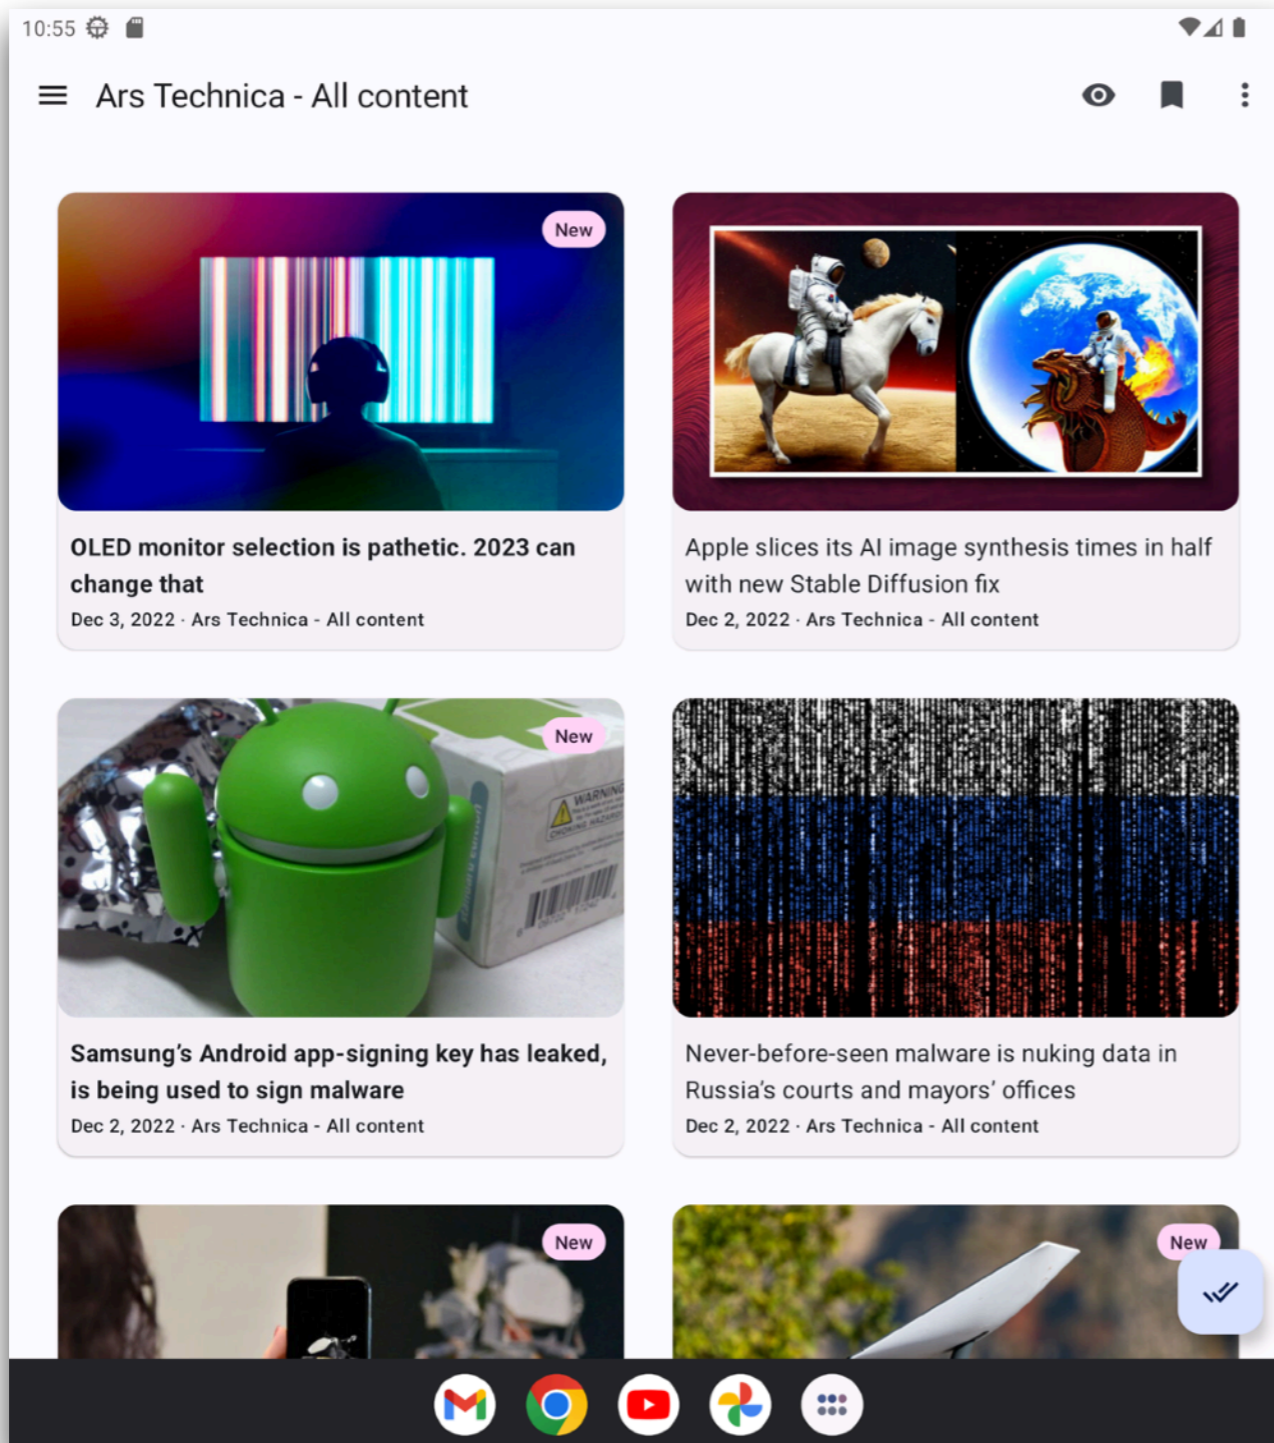 10:55
Ars Technica - All content
New
OLED monitor selection is pathetic. 2023 can
change that
Dec 3, 2022 · Ars Technica - All content
Apple slices its AI image synthesis times in half
with new Stable Diffusion fix
Dec 2, 2022 · Ars Technica - All content
New
WARNING
CHOKING HAZARD
Samsung’s Android app-signing key has leaked,
is being used to sign malware
Dec 2, 2022 · Ars Technica - All content
Never-before-seen malware is nuking data in
Russia’s courts and mayors’ offices
Dec 2, 2022 · Ars Technica - All content
New
New